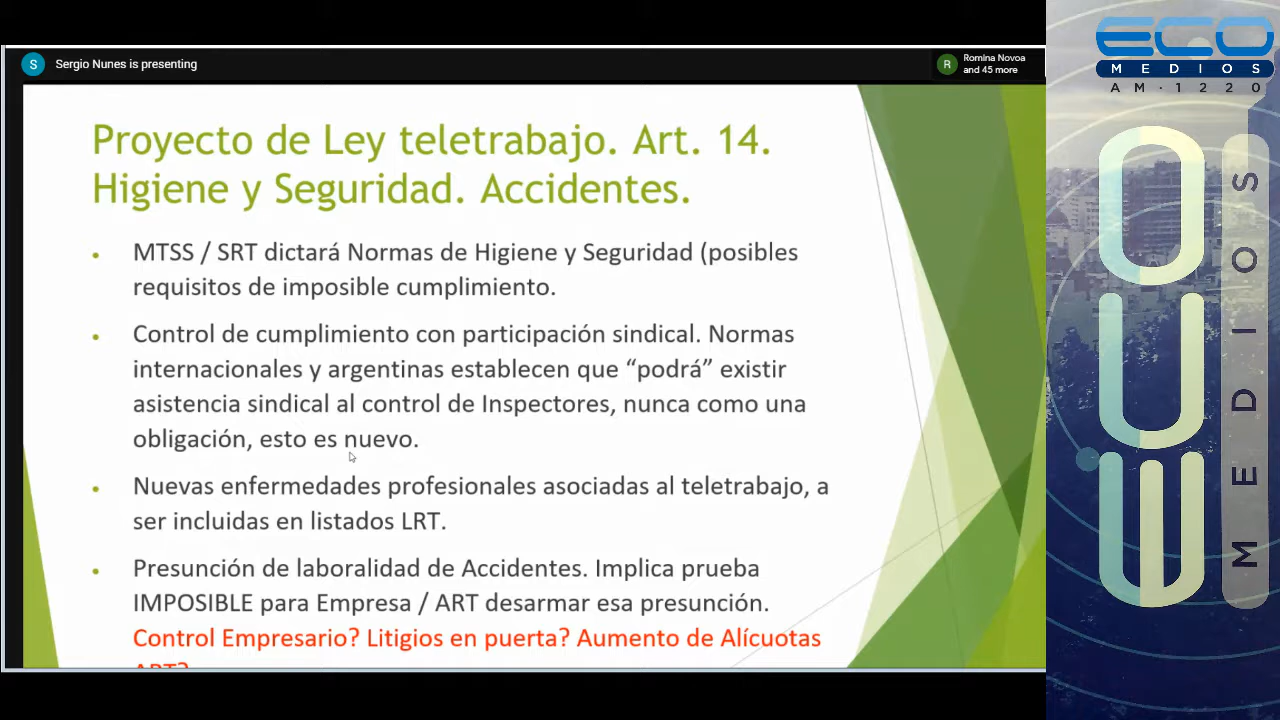 S Sergio Nunes is presenting
R Romina Novoa
and 45 more
Proyecto de Ley teletrabajo. Art. 14.
Higiene y Seguridad. Accidentes.
• MTSS / SRT dictará Normas de Higiene y Seguridad (posibles
requisitos de imposible cumplimiento.
• Control de cumplimiento con participación sindical. Normas
internacionales y argentinas establecen que “podrá” existir
asistencia sindical al control de Inspectores, nunca como una
obligación, esto es nuevo.
• Nuevas enfermedades profesionales asociadas al teletrabajo, a
ser incluidas en listados LRT.
• Presunción de laboralidad de Accidentes. Implica prueba
IMPOSIBLE para Empresa / ART desarmar esa presunción.
Control Empresario? Litigios en puerta? Aumento de Alícuotas
ART?
ECO
MEDIOS
AM·1220
ECO
MEDIOS